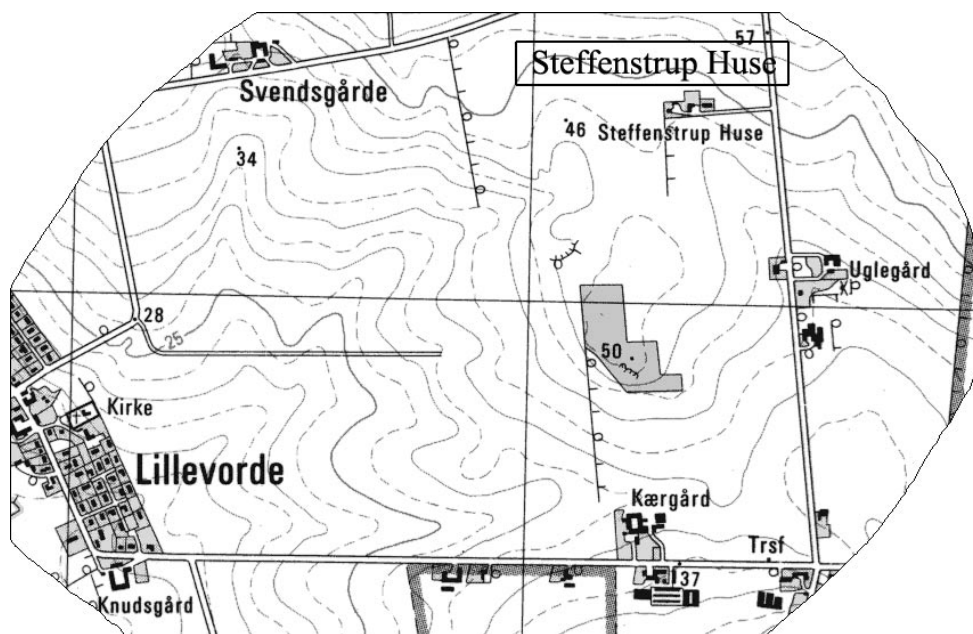 57
Steffenstrup Huse
Svendsgårde
46
Steffenstrup Huse
34
Uglegård
KP
28
25
50
Kirke
Lillevorde
Kærgård
Trsf
37
Knudsgård